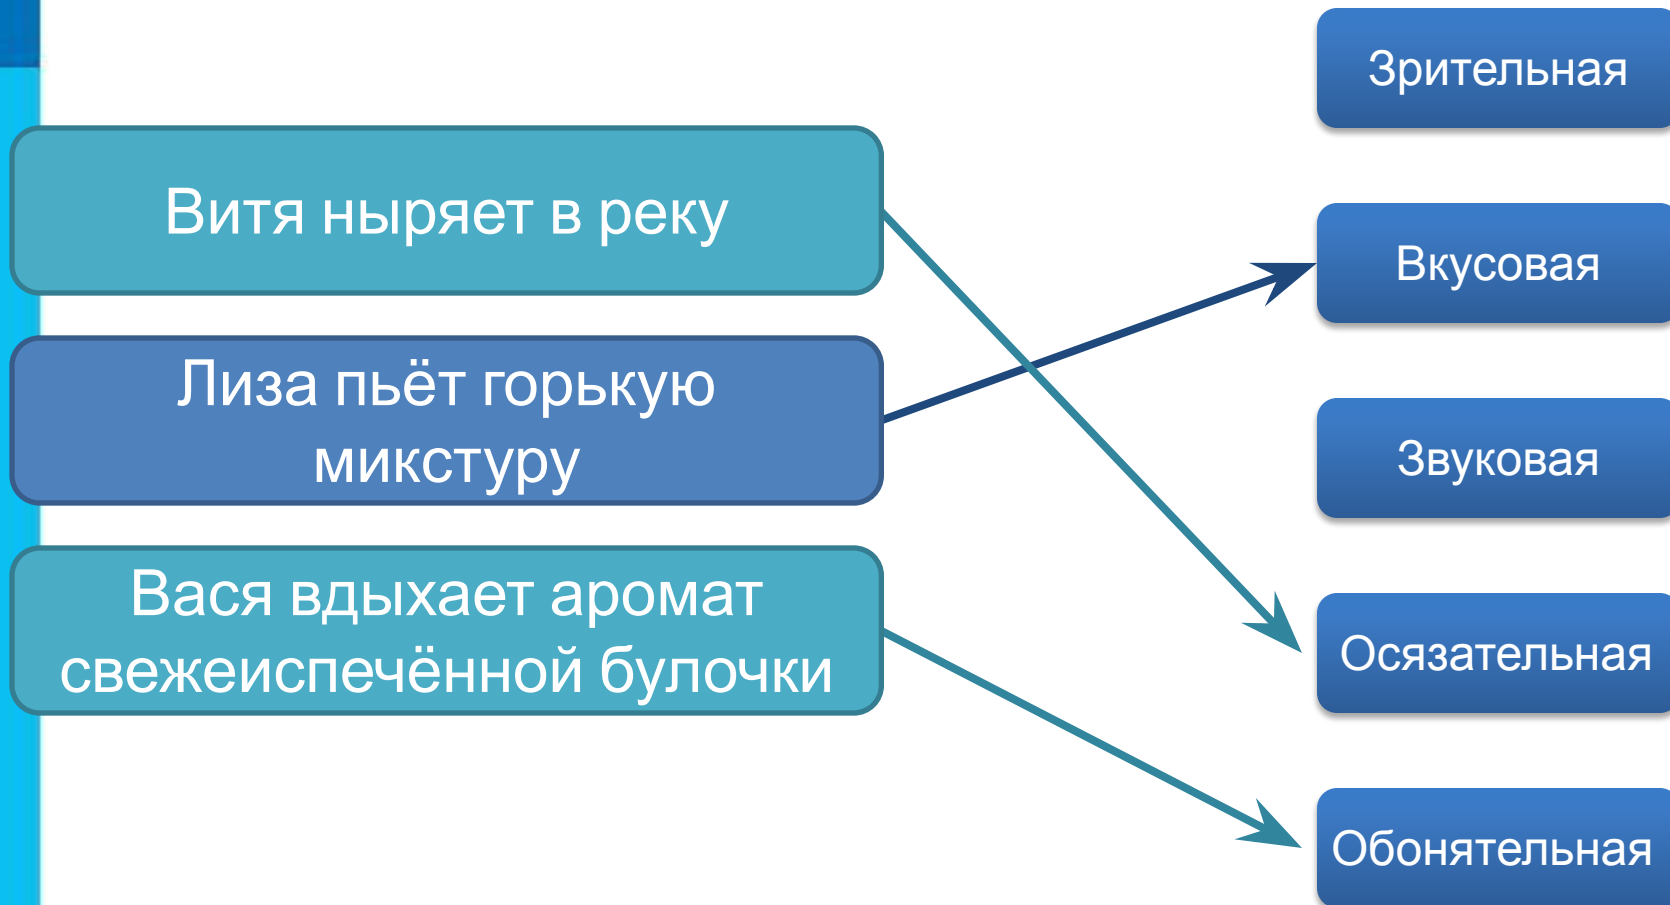 Витя ныряет в реку
Лиза пьёт горькую
микстуру
Вася вдыхает аромат
свежеиспечённой булочки
Зрительная
Вкусовая
Звуковая
Осязательная
Обонятельная